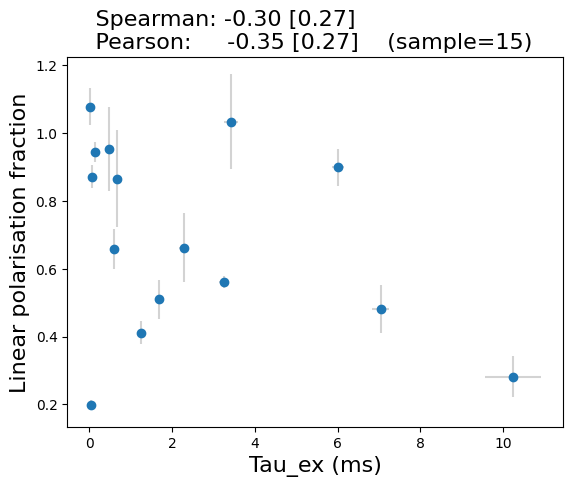 Spearman: -0.30 [0.27]
Pearson: -0.35 [0.27] (sample=15)
1.2
1.0
0.8
0.6
0.4
0.2
Linear polarisation fraction
0 2 4 6 8 10
Tau_ex (ms)